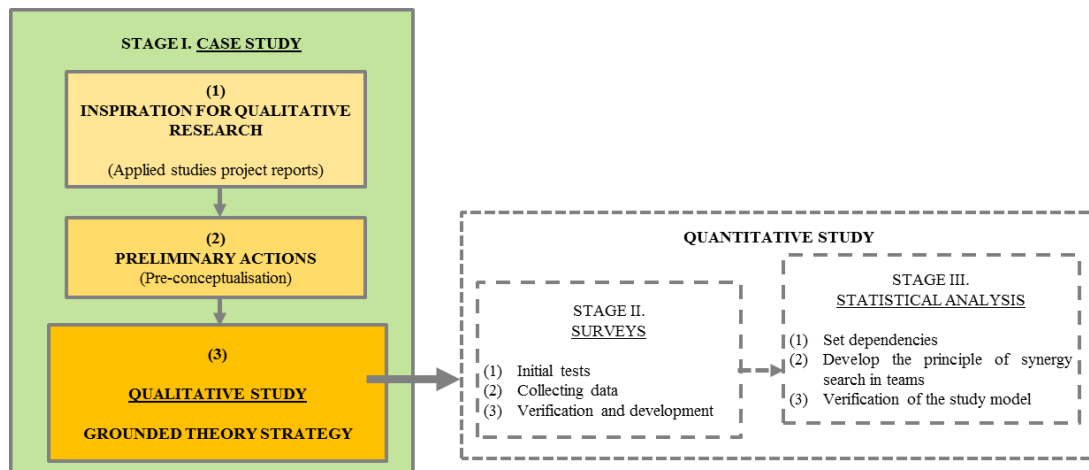 STAGE I. CASE STUDY
(1)
INSPIRATION FOR QUALITATIVE
RESEARCH
(Applied studies project reports)
(2)
PRELIMINARY ACTIONS
(Pre-conceptualisation)
(3)
QUALITATIVE STUDY
GROUNDED THEORY STRATEGY
QUANTITATIVE STUDY
STAGE II.
SURVEYS
(1) Initial tests
(2) Collecting data
(3) Verification and development
STAGE III.
STATISTICAL ANALYSIS
(1) Set dependencies
(2) Develop the principle of synergy
search in teams
(3) Verification of the study model